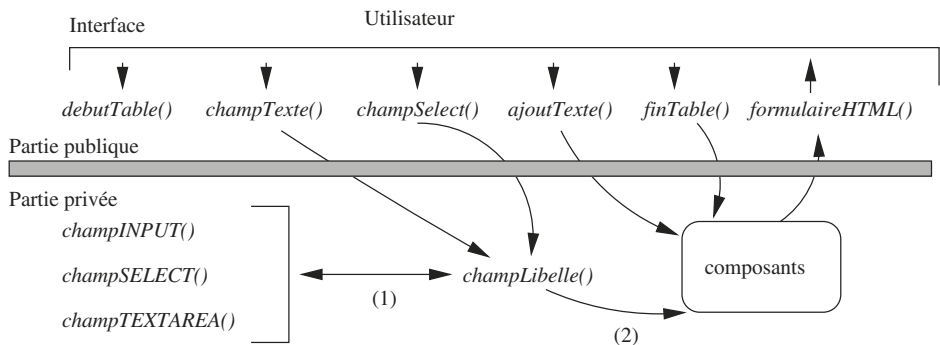 Interface
Utilisateur
debutTable() champTexte() champSelect() ajoutTexte() finTable() formulaireHTML()
Partie publique
Partie privée
champINPUT()
champSELECT()
champLibelle()
composants
(1)
champTEXTAREA()
(2)